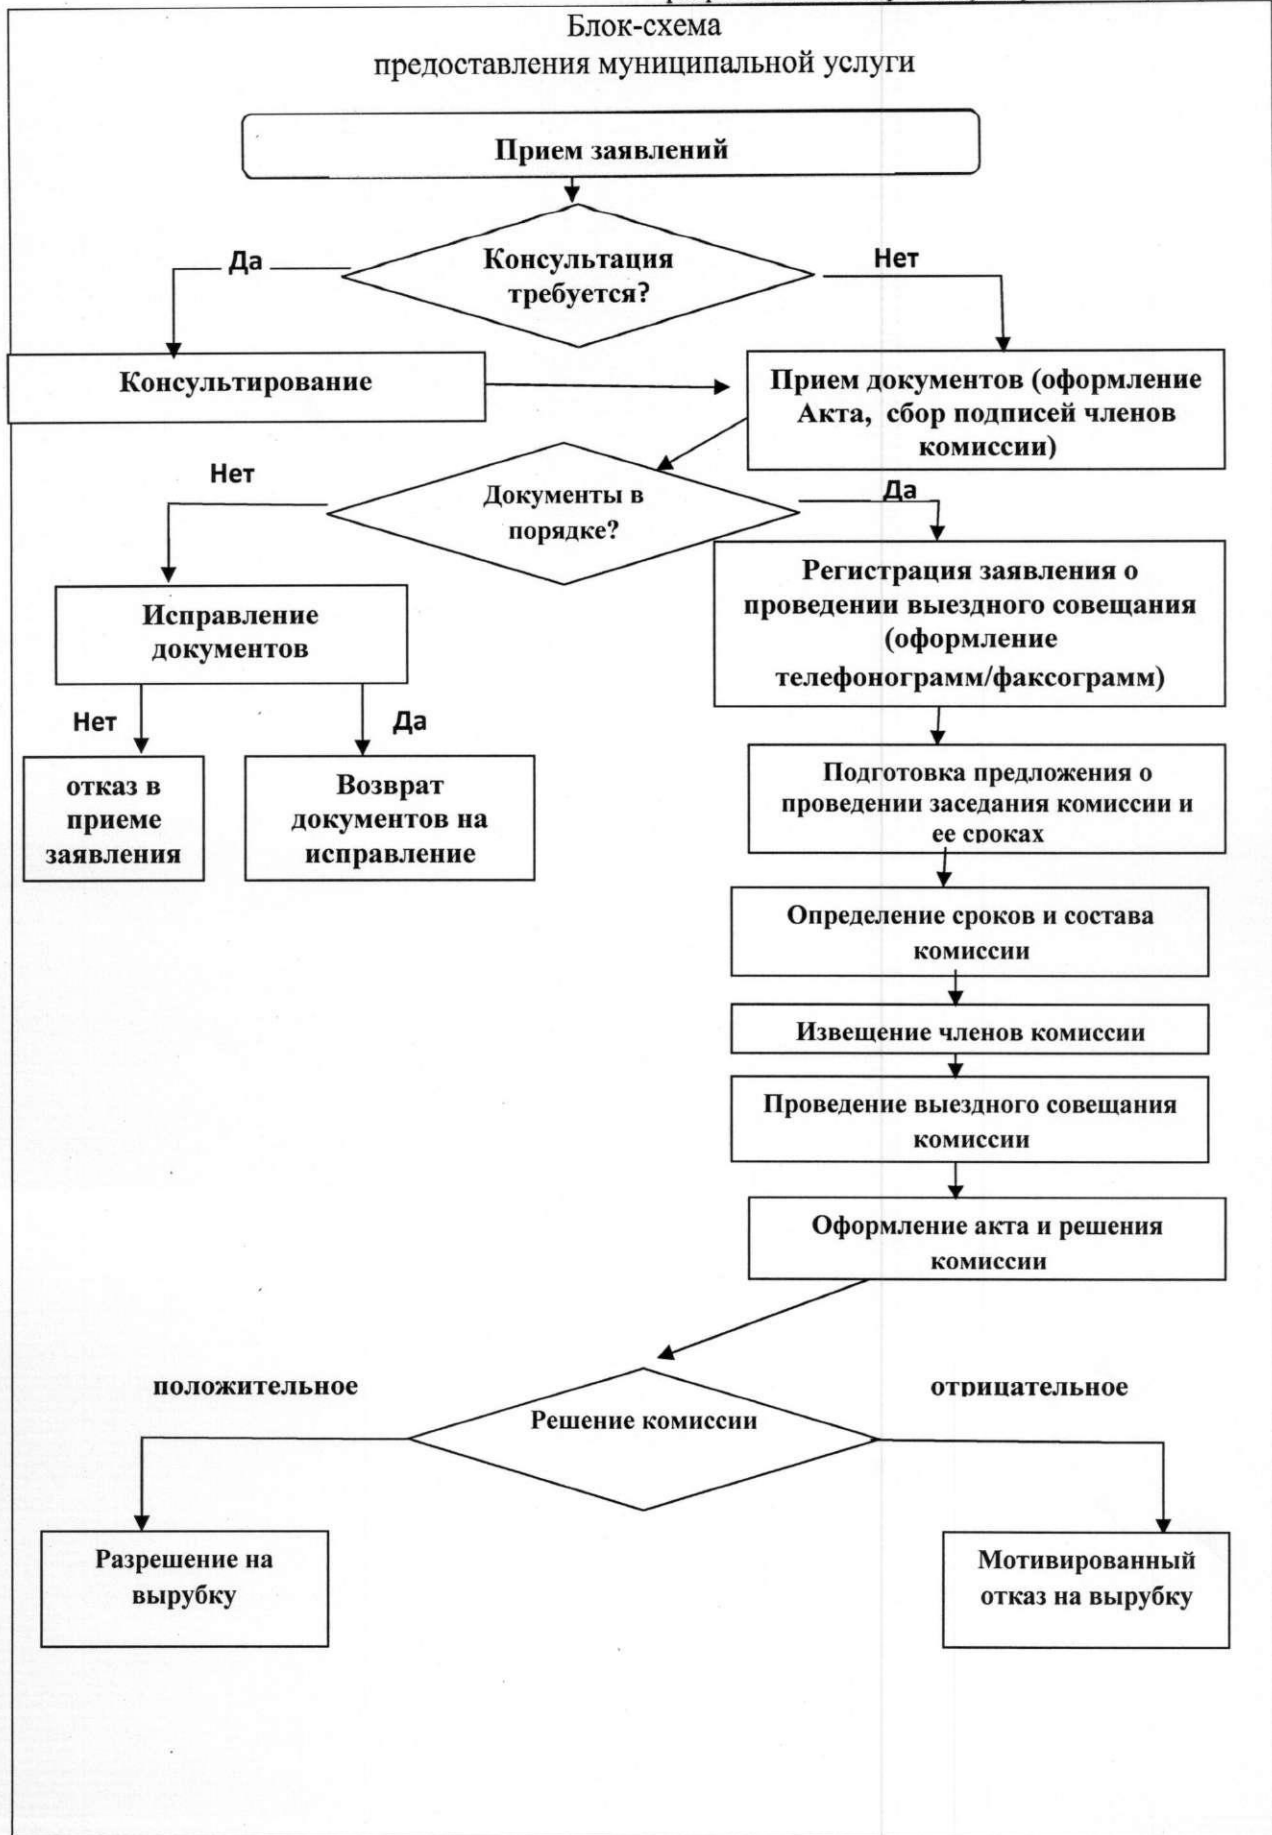 Блок-схема
предоставления муниципальной услуги
Прием заявлений
Консультация
требуется?
Да
Нет
Консультирование
Прием документов (оформление
Акта, сбор подписей членов
комиссии)
Документы в
порядке?
Нет
Да
Исправление
документов
Регистрация заявления о
проведении выездного совещания
(оформление
телефонограмм/факсограмм)
Нет
Да
отказ в
приеме
заявления
Возврат
документов на
исправление
Подготовка предложения о
проведении заседания комиссии и
ее сроках
Определение сроков и состава
комиссии
Извещение членов комиссии
Проведение выездного совещания
комиссии
Оформление акта и решения
комиссии
положительное
отрицательное
Решение комиссии
Разрешение на
вырубку
Мотивированный
отказ на вырубку